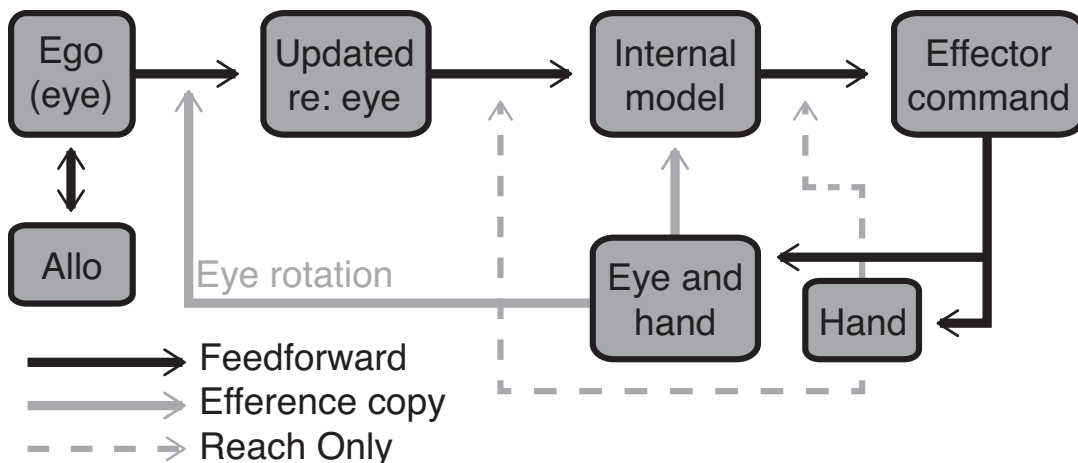 Ego
(eye)
Updated
re: eye
Internal
model
Effector
command
Allo
Eye rotation
Eye and
hand
Hand
Feedforward
Efference copy
Reach Only